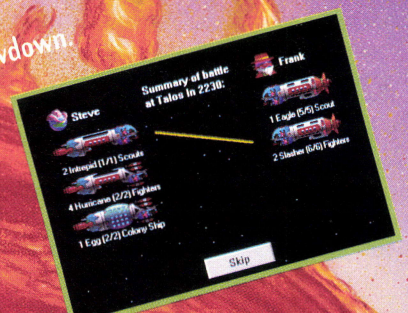 wdown.
Summary of battle
at Talos in 2230:
Steve
2 Intrepid (1/1) Scouts
4 Hurricane (2/2) Fighters
1 Egg (2/2) Colony Ship
Frank
1 Eagle (5/5) Scout
2 Slasher (6/6) Fighters
Skip